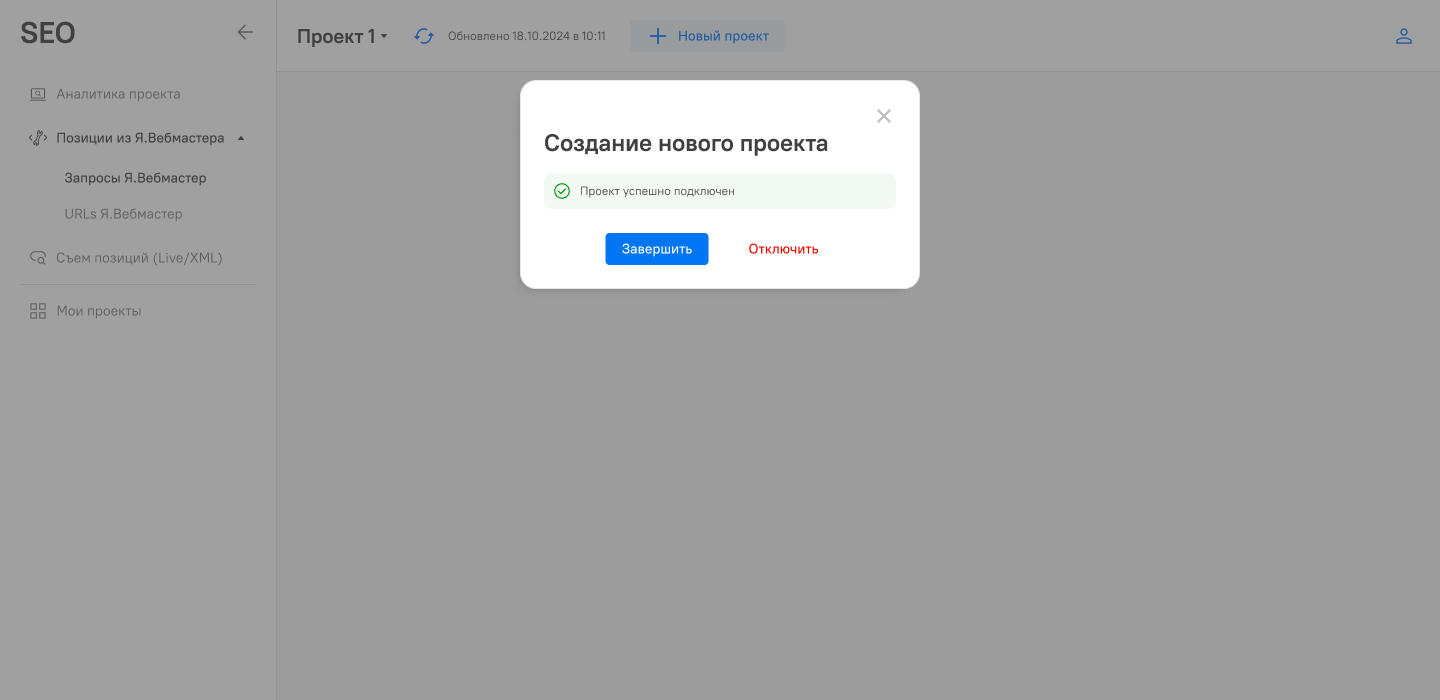 SEO
Аналитика проекта
Позиции из Я.Вебмастера
Запросы Я.Вебмастер
URLs Я.Вебмастер
Съем позиций (Live/XML)
Мои проекты
Проект 1
Обновлено 18.10.2024 в 10:11
Новый проект
Создание нового проекта
Проект успешно подключен
Завершить
Отключить